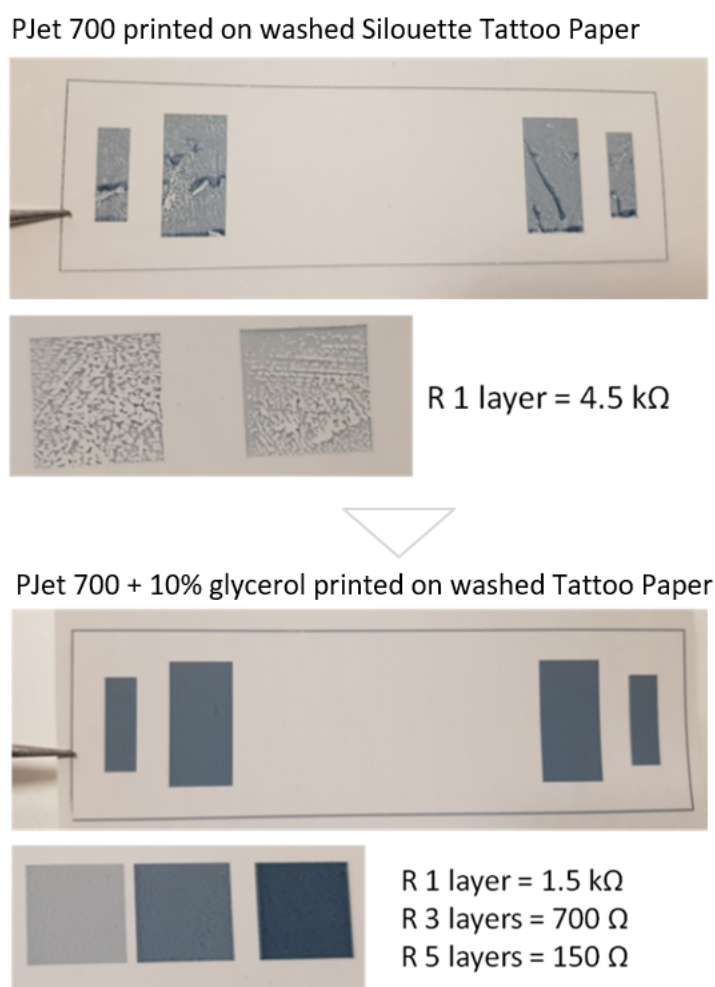 PJet 700 printed on washed Silouette Tattoo Paper
R 1 layer = 4.5 kΩ
PJet 700 + 10% glycerol printed on washed Tattoo Paper
R 1 layer = 1.5 kΩ
R 3 layers = 700 Ω
R 5 layers = 150 Ω